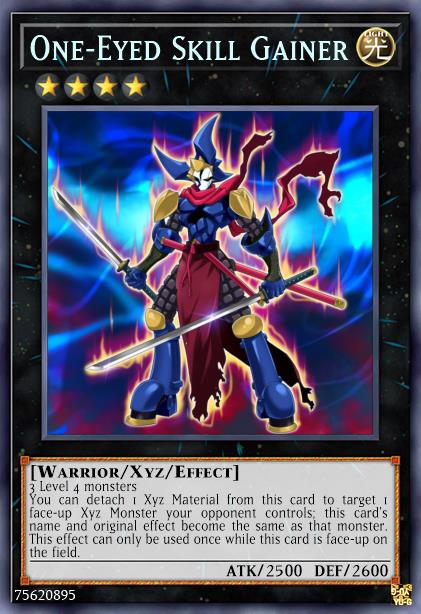 One-Eyed Skill Gainer
LIGHT
光
[Warrior/Xyz/Effect]
3 Level 4 monsters
You can detach 1 Xyz Material from this card to target 1
face-up Xyz Monster your opponent controls; this card's
name and original effect become the same as that monster.
This effect can only be used once while this card is face-up on
the field.
ATK/2500 DEF/2600
75620895